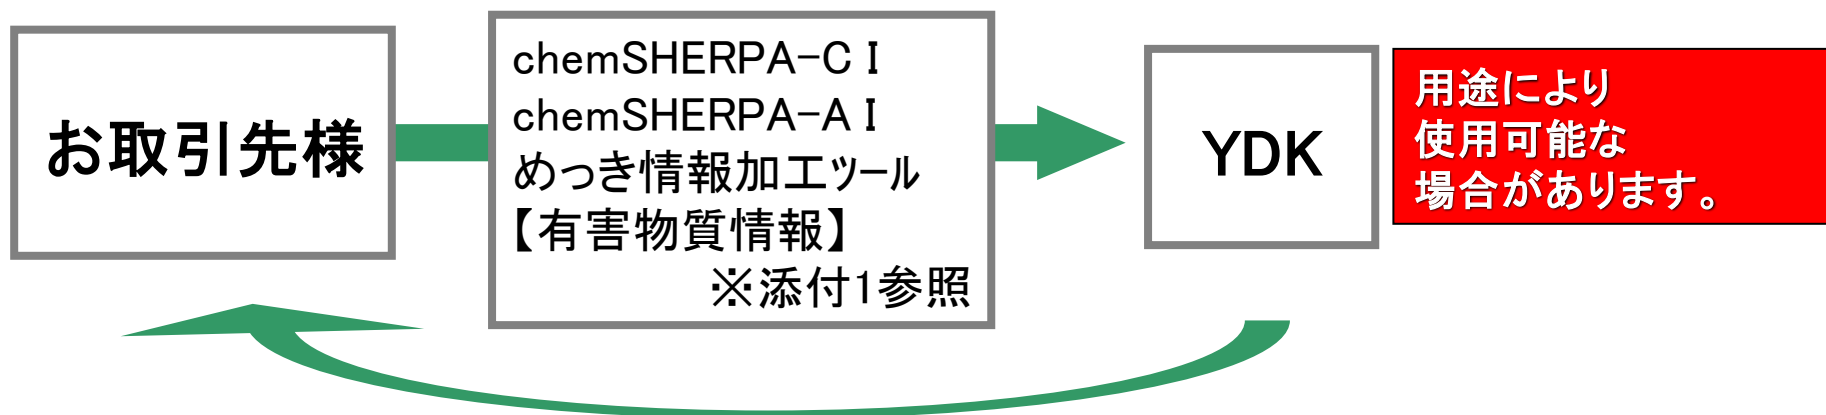 お取引先様
chemSHERPA-CI
chemSHERPA-AI
めっき情報加工ツール
【有害物質情報】
※添付1参照
YDK
用途により
使用可能な
場合があります。